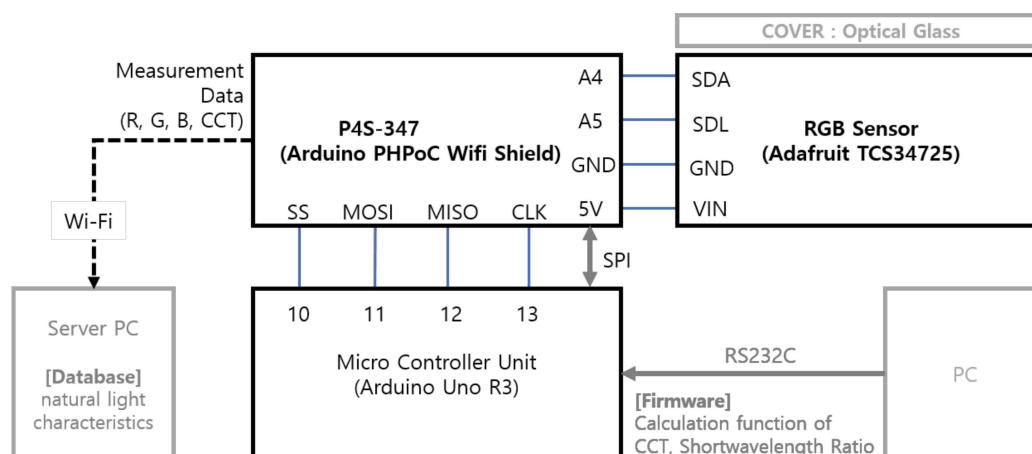 COVER : Optical Glass
Measurement
Data
(R, G, B, CCT)
P4S-347
(Arduino PHPoC Wifi Shield)
A4
A5
GND
5V
SS MOSI MISO CLK
SDA
SDL
GND
VIN
RGB Sensor
(Adafruit TCS34725)
Wi-Fi
SPI
Server PC
[Database]
natural light
characteristics
10 11 12 13
Micro Controller Unit
(Arduino Uno R3)
RS232C
[Firmware]
Calculation function of
CCT, Shortwavelength Ratio
PC